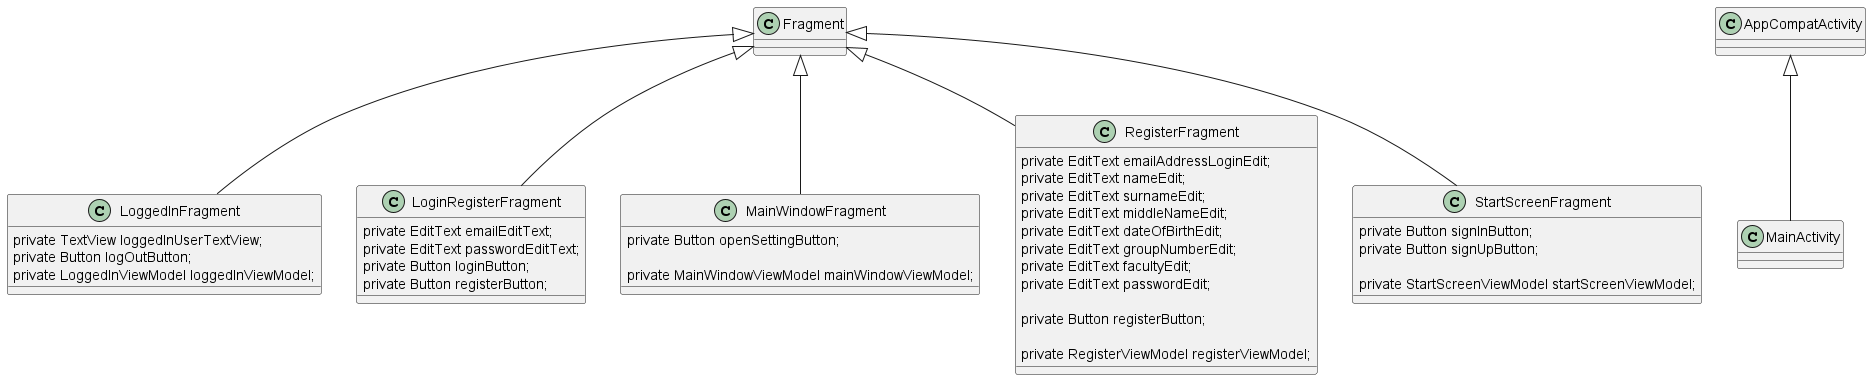 C Fragment
C AppCompatActivity
C LoggedInFragment
private TextView loggedInUserTextView;
private Button logOutButton;
private LoggedInViewModel loggedInViewModel;
C LoginRegisterFragment
private EditText emailEditText;
private EditText passwordEditText;
private Button loginButton;
private Button registerButton;
C MainWindowFragment
private Button openSettingButton;
private MainWindowViewModel mainWindowViewModel;
C RegisterFragment
private EditText emailAddressLoginEdit;
private EditText nameEdit;
private EditText surnameEdit;
private EditText middleNameEdit;
private EditText dateOfBirthEdit;
private EditText groupNumberEdit;
private EditText facultyEdit;
private EditText passwordEdit;
private Button registerButton;
private RegisterViewModel registerViewModel;
C StartScreenFragment
private Button signInButton;
private Button signUpButton;
private StartScreenViewModel startScreenViewModel;
C MainActivity